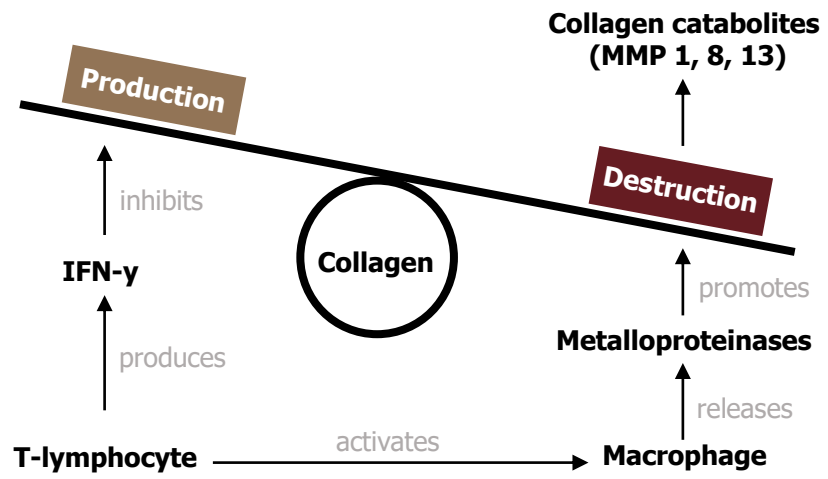 Collagen catabolites
(MMP 1, 8, 13)
Production
Destruction
inhibits
Collagen
IFN-y
promotes
Metalloproteinases
produces
releases
T-lymphocyte
activates
Macrophage